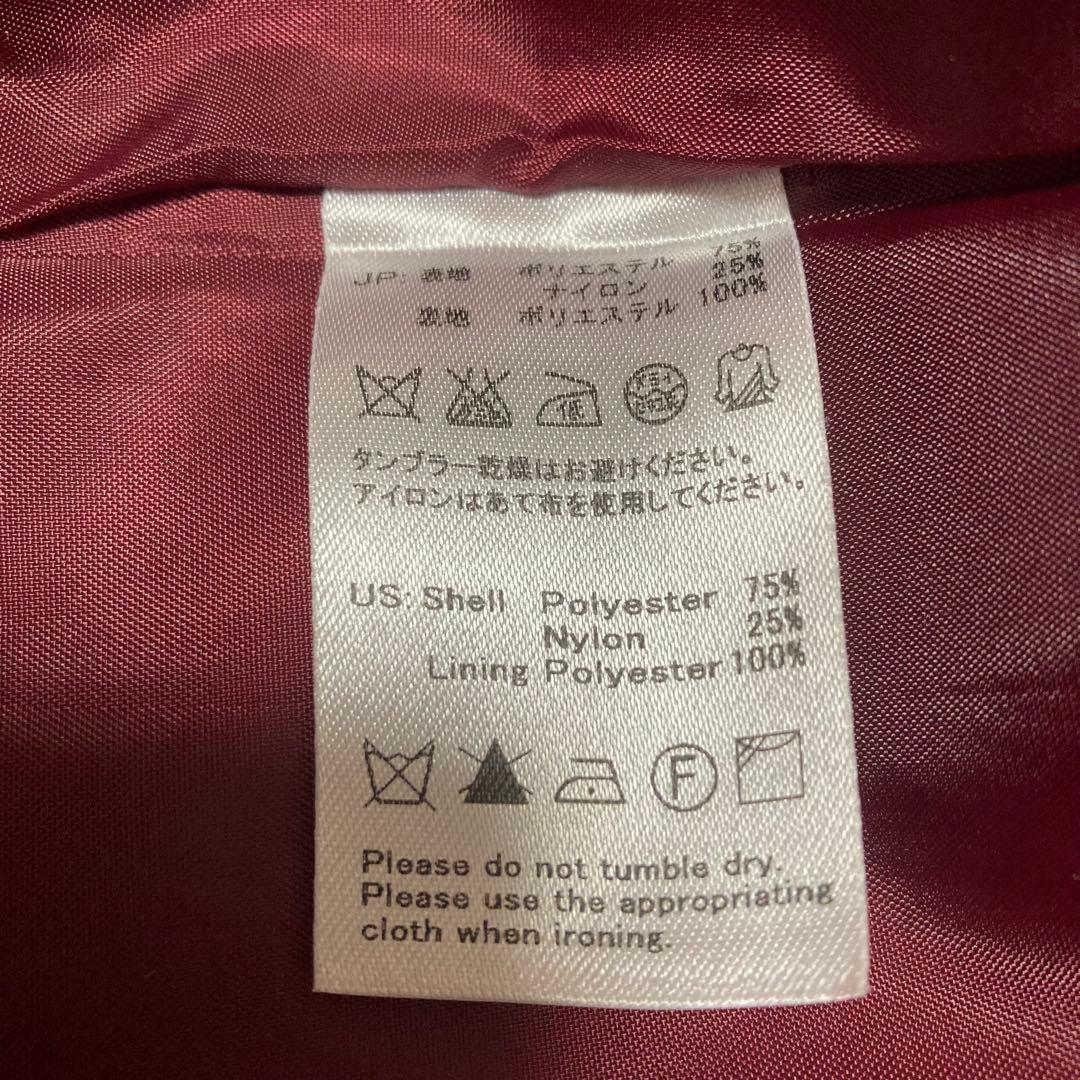 JP: 表地 ポリエステル 75%
ナイロン 25%
裏地 ポリエステル 100%
低
ドライ
タンブラー乾燥はお避けください。
アイロンはあて布を使用してください。
US: Shell Polyester 75%
Nylon 25%
Lining Polyester 100%
F
Please do not tumble dry.
Please use the appropriating
cloth when ironing.